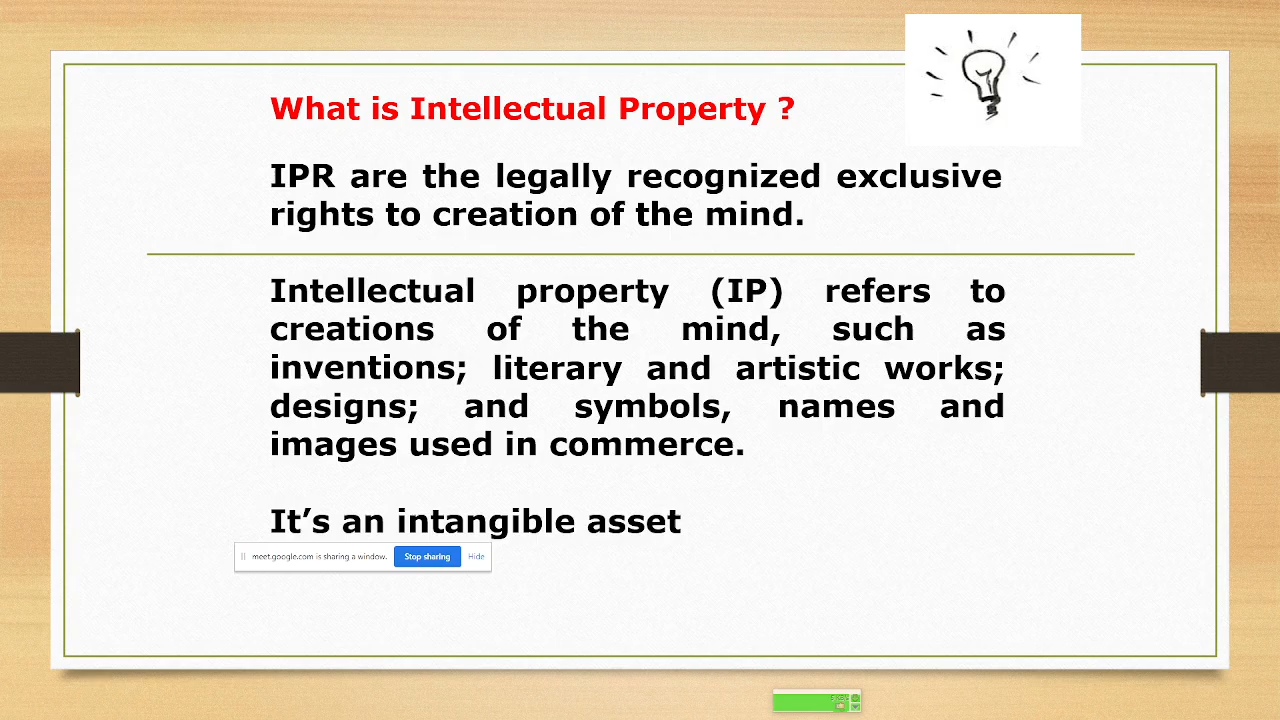 What is Intellectual Property ?
IPR are the legally recognized exclusive
rights to creation of the mind.
Intellectual property (IP) refers to
creations of the mind, such as
inventions; literary and artistic works;
designs; and symbols, names and
images used in commerce.
It's an intangible asset
meet.google.com is sharing a window. Stop sharing Hide